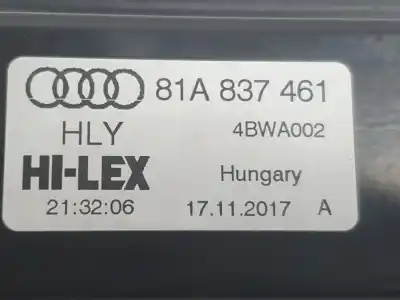 81A 837 461
HLY 4BWA002
HI-LEX Hungary
21:32:06 17.11.2017 A